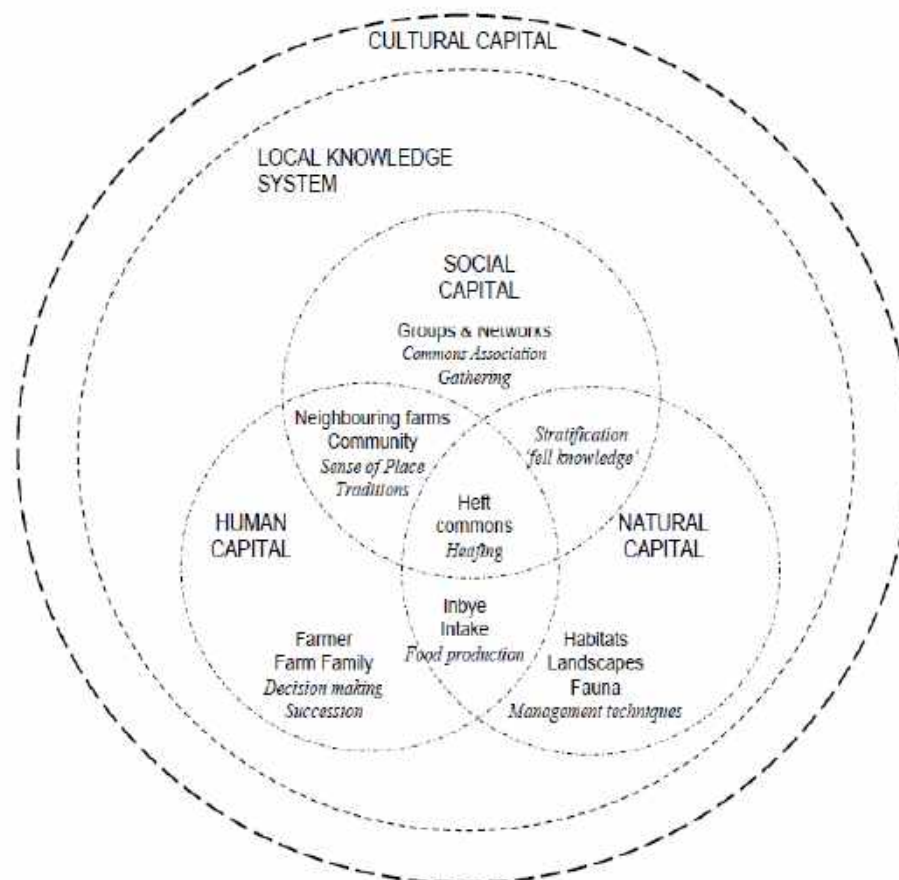 CULTURAL CAPITAL
LOCAL KNOWLEDGE
SYSTEM
SOCIAL
CAPITAL
Groups & Networks
Commons Association
Gathering
Neighbouring farms
Community
Sense of Place
Traditions
Stratification
'fell knowledge'
Heft
commons
Heafing
HUMAN
CAPITAL
NATURAL
CAPITAL
Inbye
Intake
Food production
Farmer
Farm Family
Decision making
Succession
Habitats
Landscapes
Fauna
Management techniques